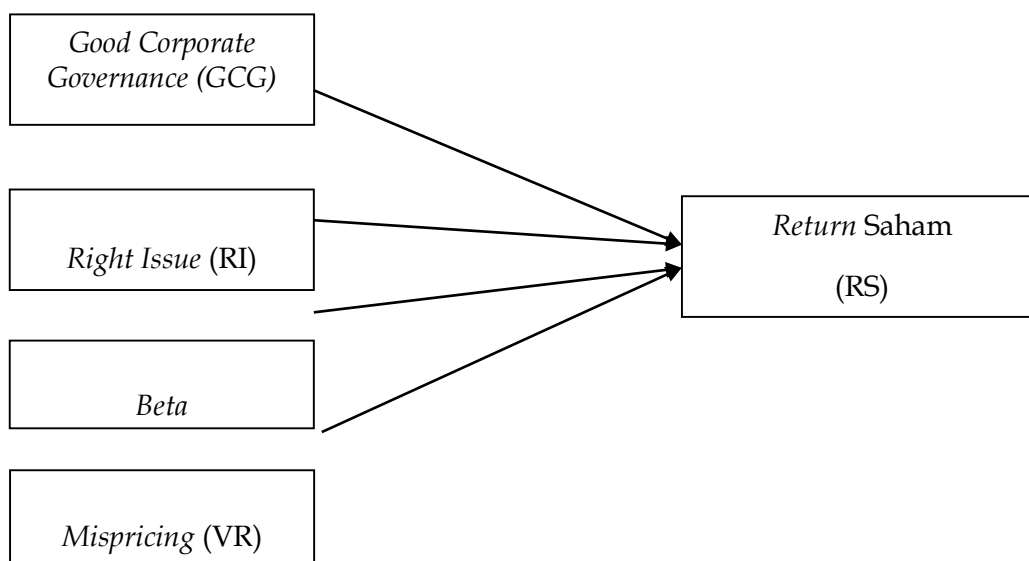 Good Corporate
Governance (GCG)
Right Issue (RI)
Return Saham
(RS)
Beta
Mispricing (VR)